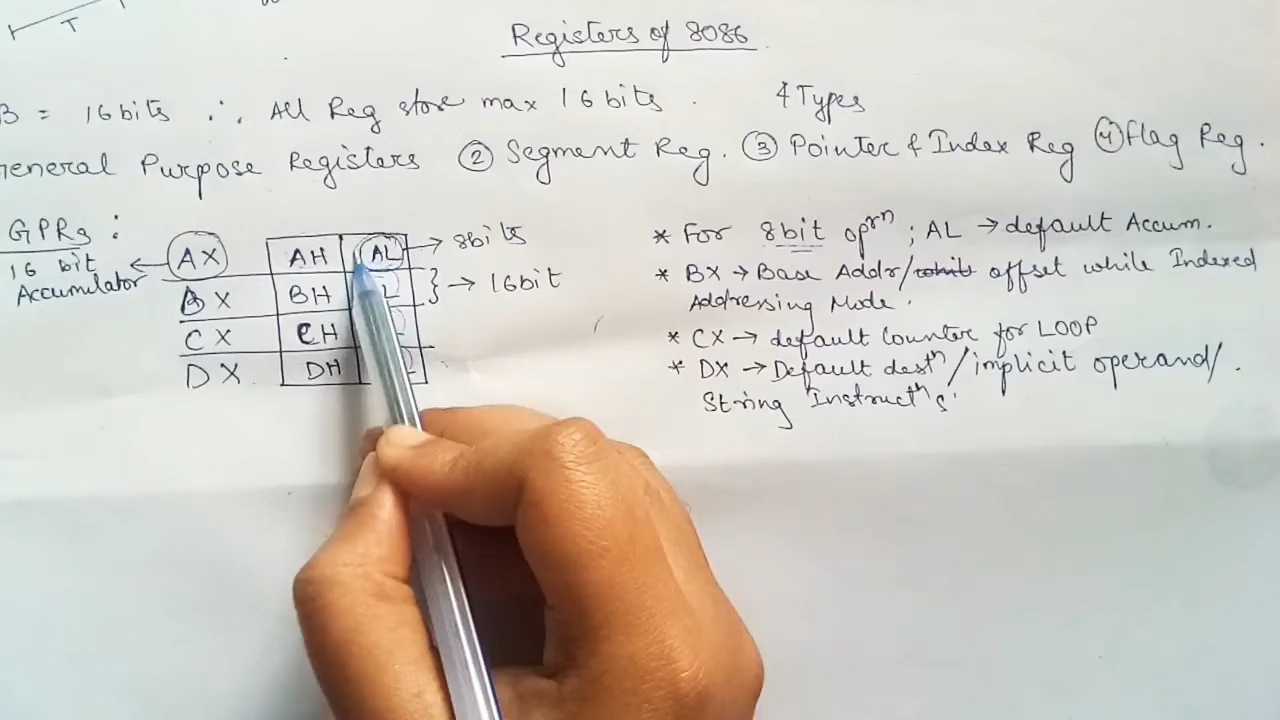 T
Registers of 8086
B = 16 bits ∴ All Reg store max 16 bits. 4 Types
General Purpose Registers ② Segment Reg. ③ Pointer & Index Reg ④ Flag Reg.
GPRs :
16 bit Accumulator
AX AH AL → 8bits
BX BH L } → 16bit
CX CH
DX DH
* For 8bit oprⁿ ; AL → default Accum.
* BX → Base Addr/ offset while Indexed
Addressing Mode.
* CX → default Counter for LOOP
* DX → Default destⁿ/implicit operand/.
String Instructⁿs.